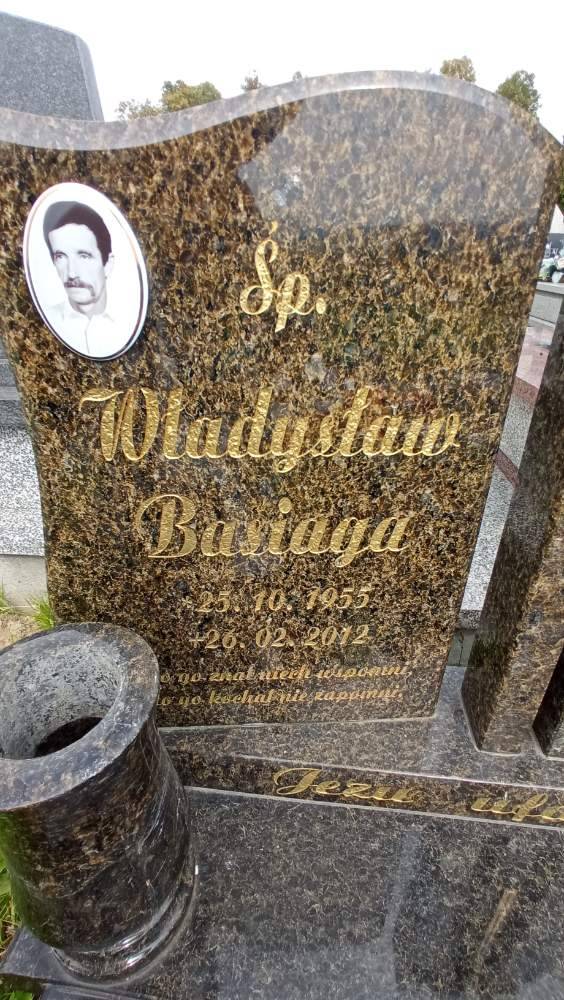 Śp.
Władysław
Basiaga
*25. 10. 1955
+26. 02. 2012
go znał niech wspomni,
go kochał nie zapomni.
Jezu